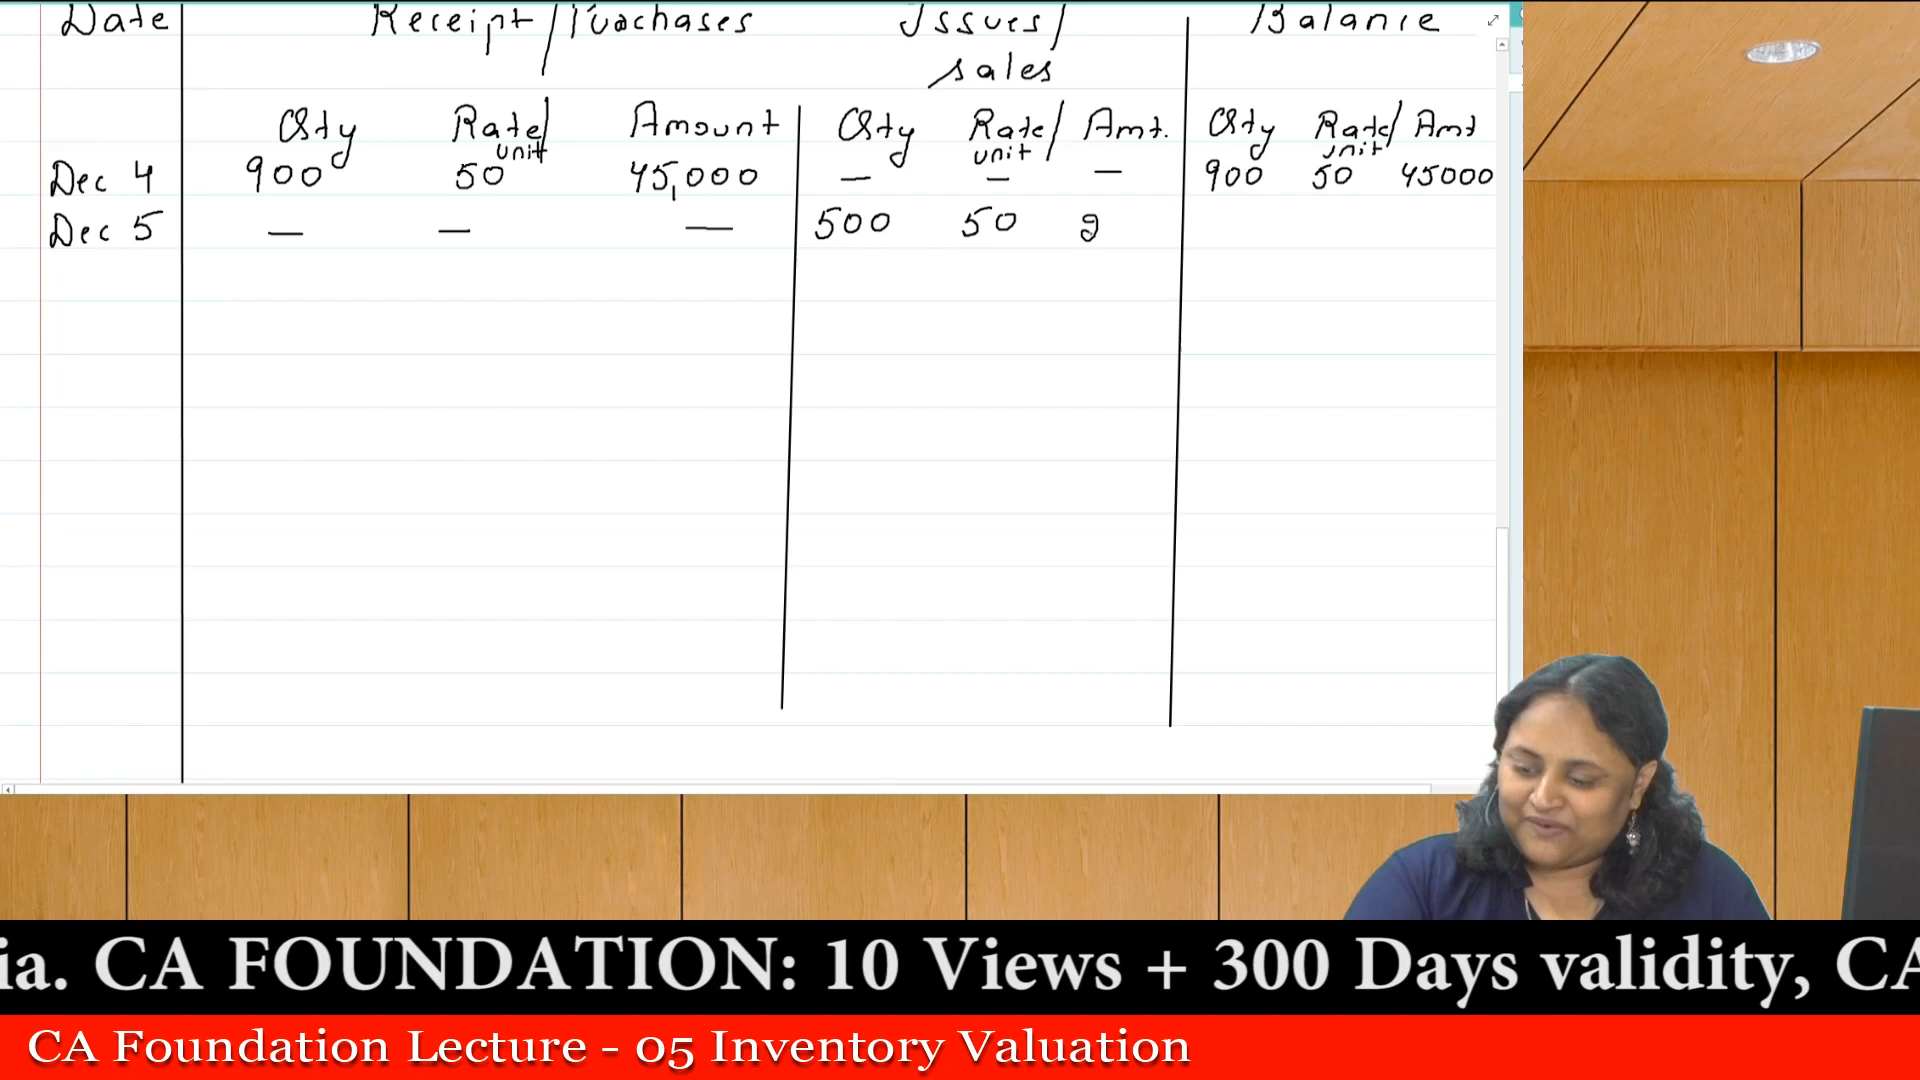 Date Receipt/Purchases Issues/ Balance
sales
Qty Rate/ Amount Qty Rate/ Amt. Qty Rate/ Amt
unit unit unit
Dec 4 900 50 45,000 — — — 900 50 45000
Dec 5 — — — 500 50 2
ia. CA FOUNDATION: 10 Views + 300 Days validity, CA
CA Foundation Lecture - 05 Inventory Valuation